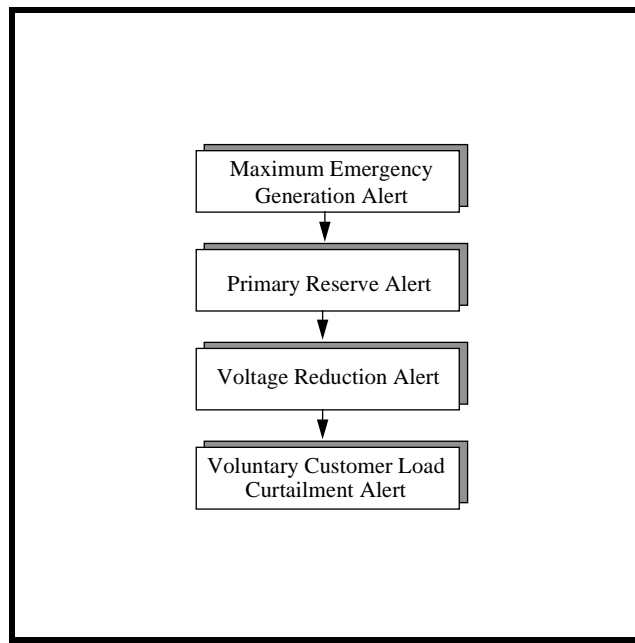 Maximum Emergency
Generation Alert
Primary Reserve Alert
Voltage Reduction Alert
Voluntary Customer Load
Curtailment Alert